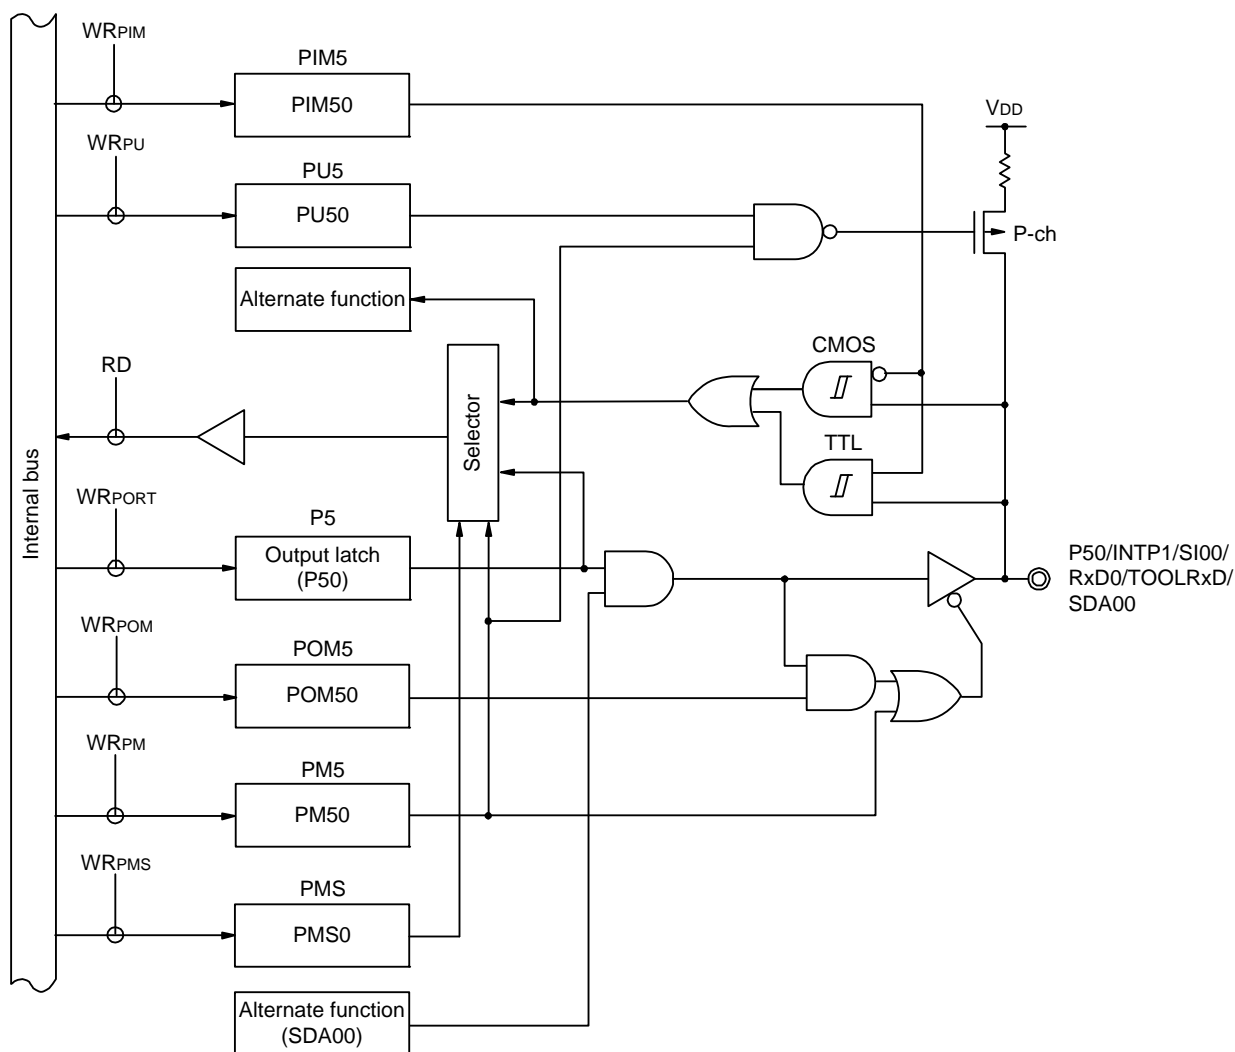 WRPIM
PIM5
PIM50
VDD
WRPU
PU5
PU50
P-ch
Alternate function
RD
CMOS
Selector
TTL
Internal bus
WRPORT
P5
Output latch
(P50)
P50/INTP1/SI00/
RxD0/TOOLRxD/
SDA00
WRPOM
POM5
POM50
WRPM
PM5
PM50
WRPMS
PMS
PMS0
Alternate function
(SDA00)